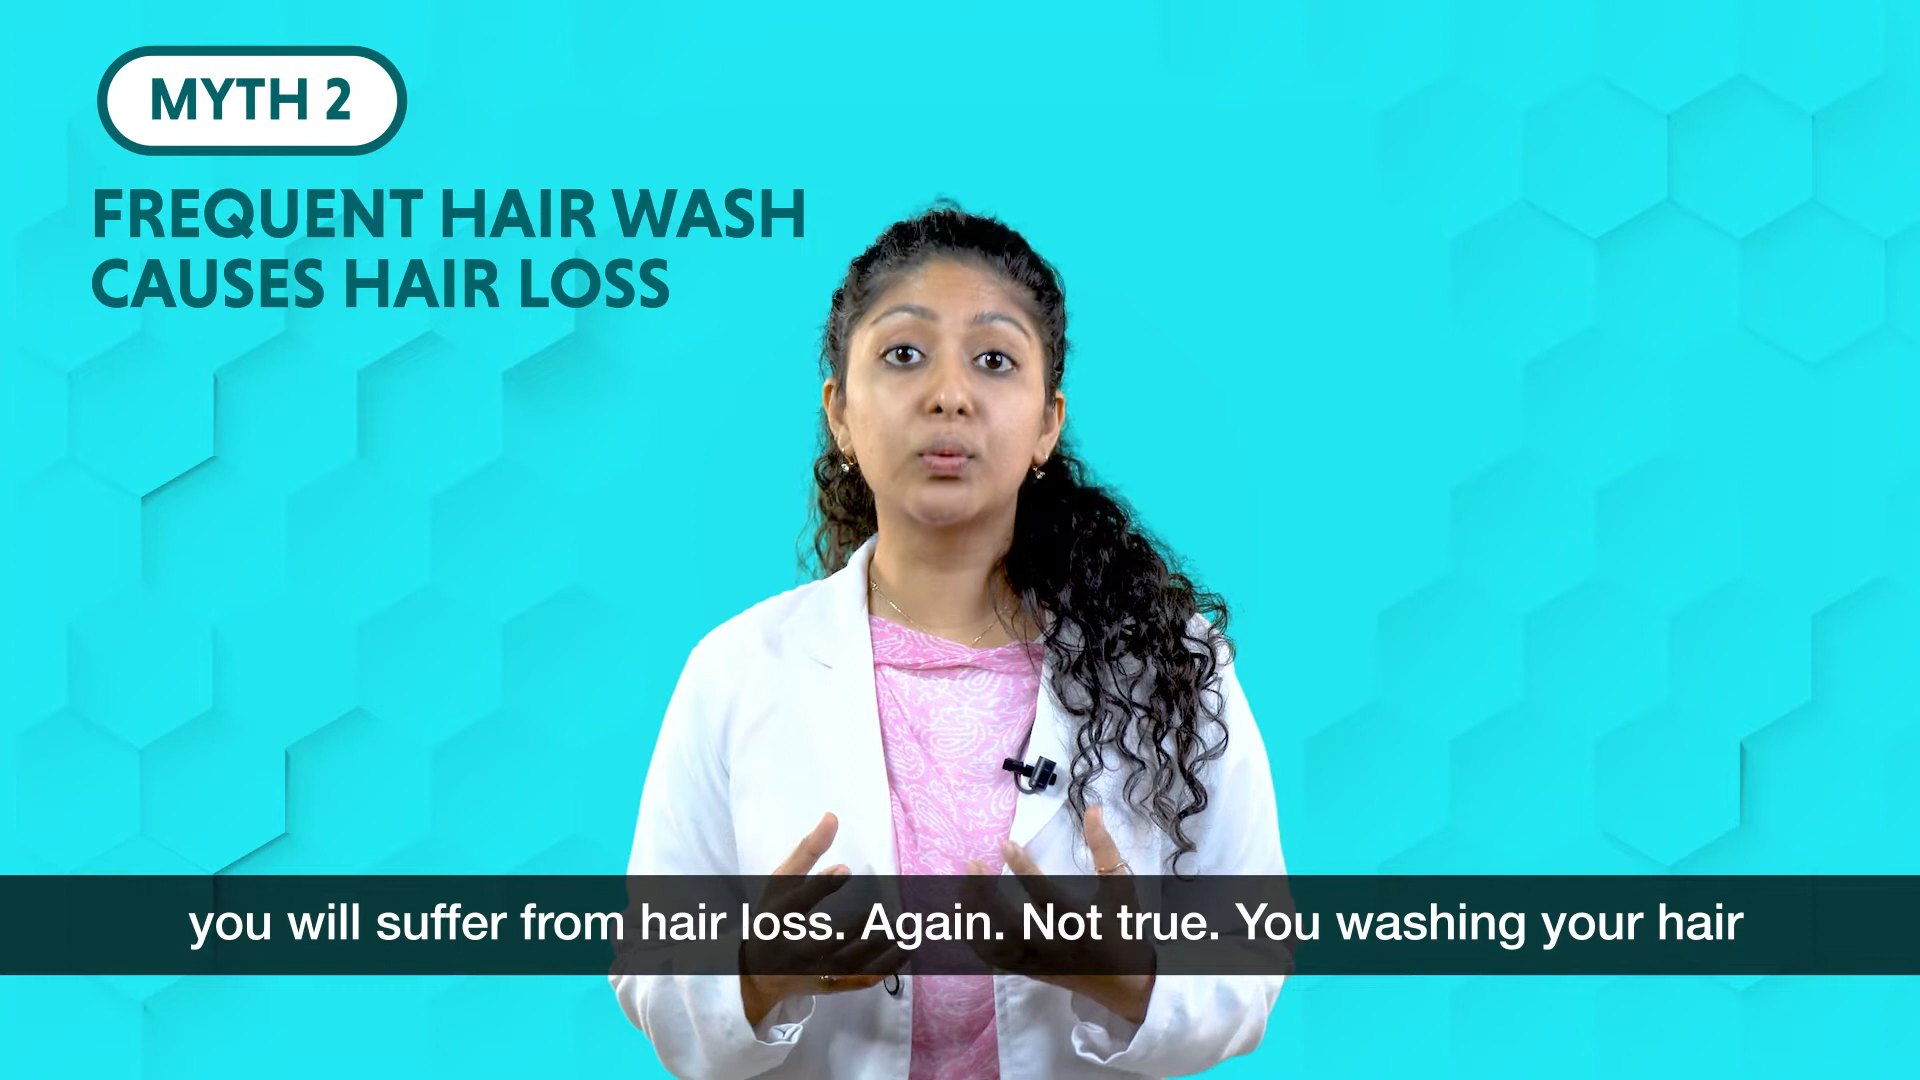 MYTH 2
FREQUENT HAIR WASH
CAUSES HAIR LOSS
you will suffer from hair loss. Again. Not true. You washing your hair